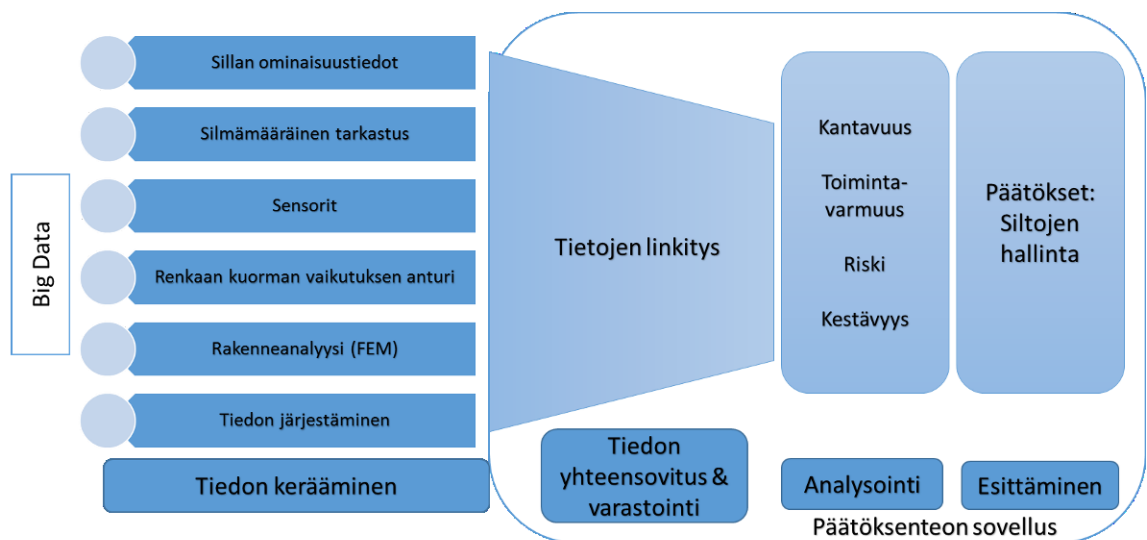 Big Data
Sillan ominaisuustiedot
Silmämääräinen tarkastus
Sensorit
Renkaan kuorman vaikutuksen anturi
Rakenneanalyysi (FEM)
Tiedon järjestäminen
Tiedon kerääminen
Tietojen linkitys
Tiedon
yhteensovitus &
varastointi
Kantavuus
Toiminta-
varmuus
Riski
Kestävyys
Analysointi
Päätökset:
Siltojen
hallinta
Esittäminen
Päätöksenteon sovellus